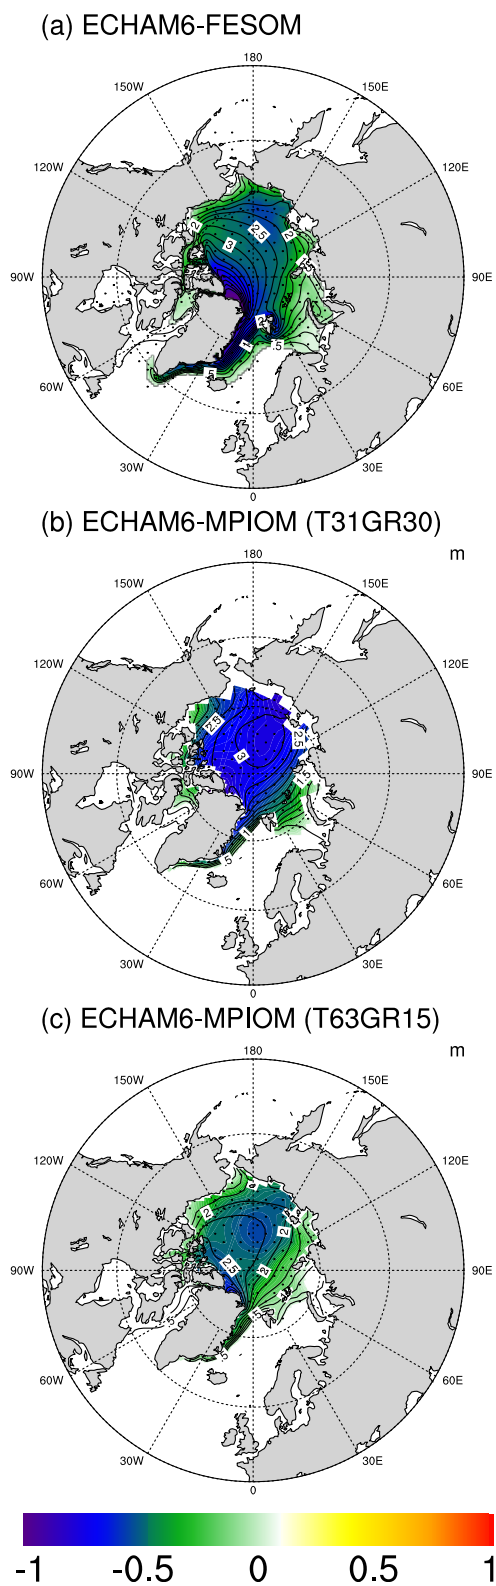 (a) ECHAM6-FESOM
180
150W 150E
120W 120E
2 2.5 2
3
90W 90E
2
1
.5 .5
60W 60E
30W 30E
0
(b) ECHAM6-MPIOM (T31GR30)
m
180
150W 150E
120W 120E
2.5 2.5
3
90W 90E
1.5
1
.5
60W 60E
30W 30E
0
(c) ECHAM6-MPIOM (T63GR15)
m
180
150W 150E
120W 120E
2 2
2.5 2
90W 90E
.5
60W 60E
30W 30E
0
-1 -0.5 0 0.5 1